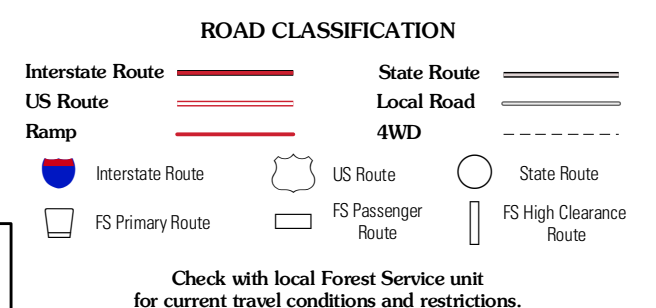 ROAD CLASSIFICATION
Interstate Route
State Route
US Route
Local Road
Ramp
4WD
Interstate Route
US Route
State Route
FS Primary Route
FS Passenger
Route
FS High Clearance
Route
Check with local Forest Service unit
for current travel conditions and restrictions.